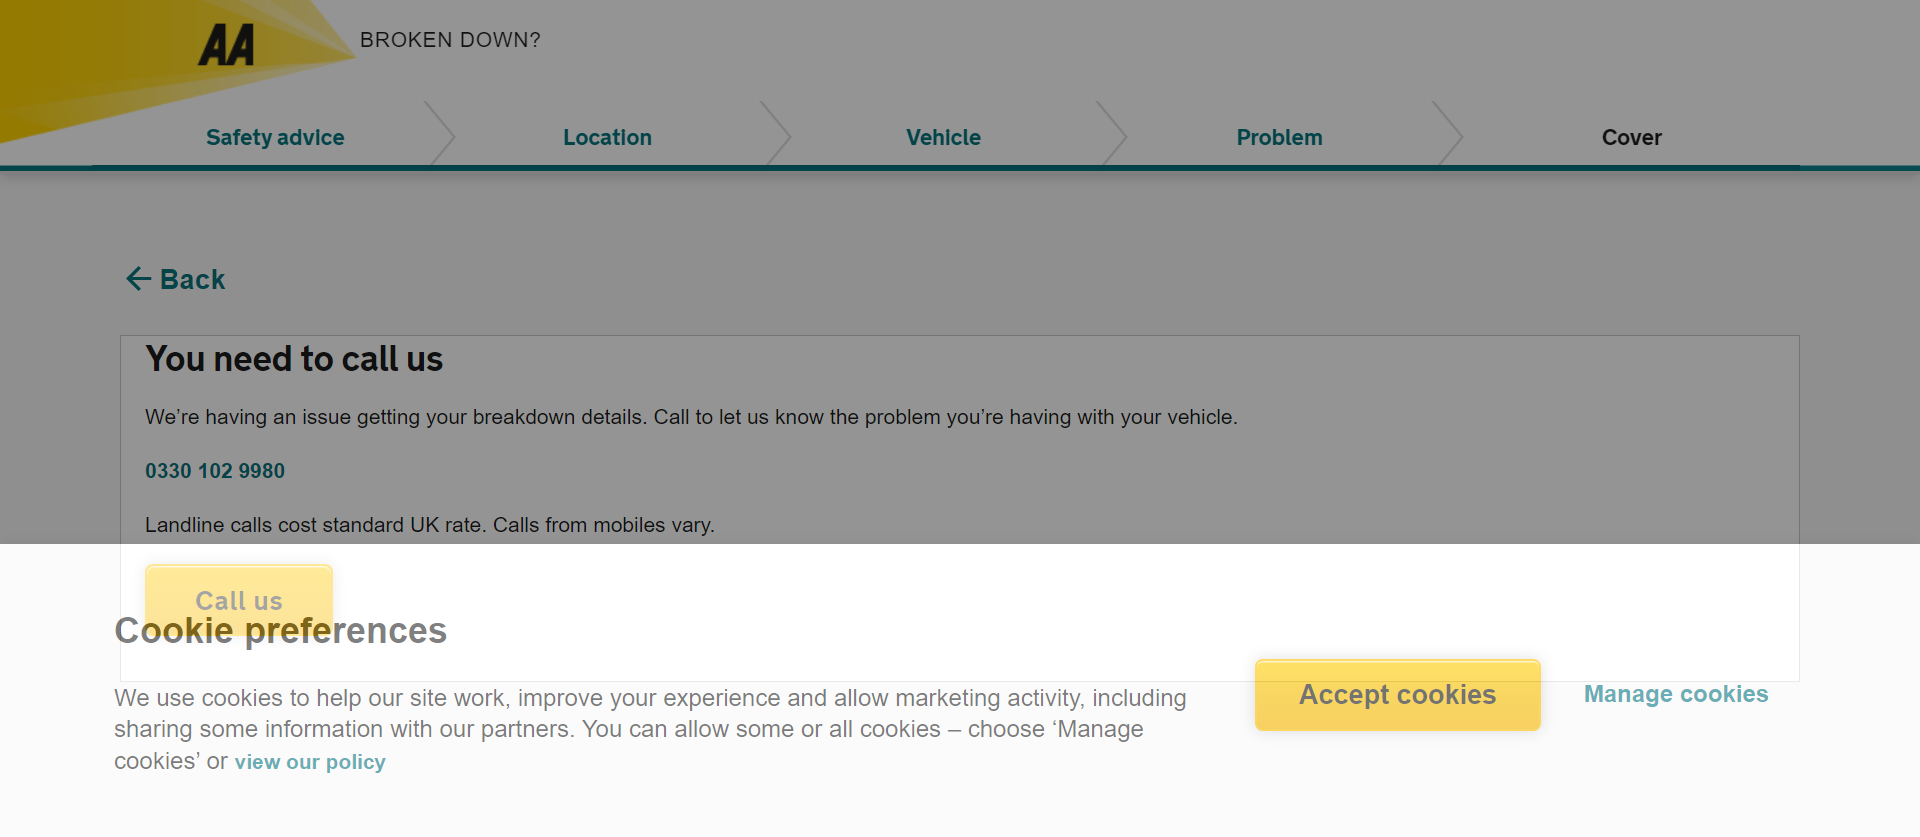 AA
BROKEN DOWN?
Safety advice
Location
Vehicle
Problem
Cover
Back
You need to call us
We’re having an issue getting your breakdown details. Call to let us know the problem you’re having with your vehicle.
0330 102 9980
Landline calls cost standard UK rate. Calls from mobiles vary.
Call us
Cookie preferences
We use cookies to help our site work, improve your experience and allow marketing activity, including
sharing some information with our partners. You can allow some or all cookies – choose ‘Manage
cookies’ or view our policy
Accept cookies
Manage cookies